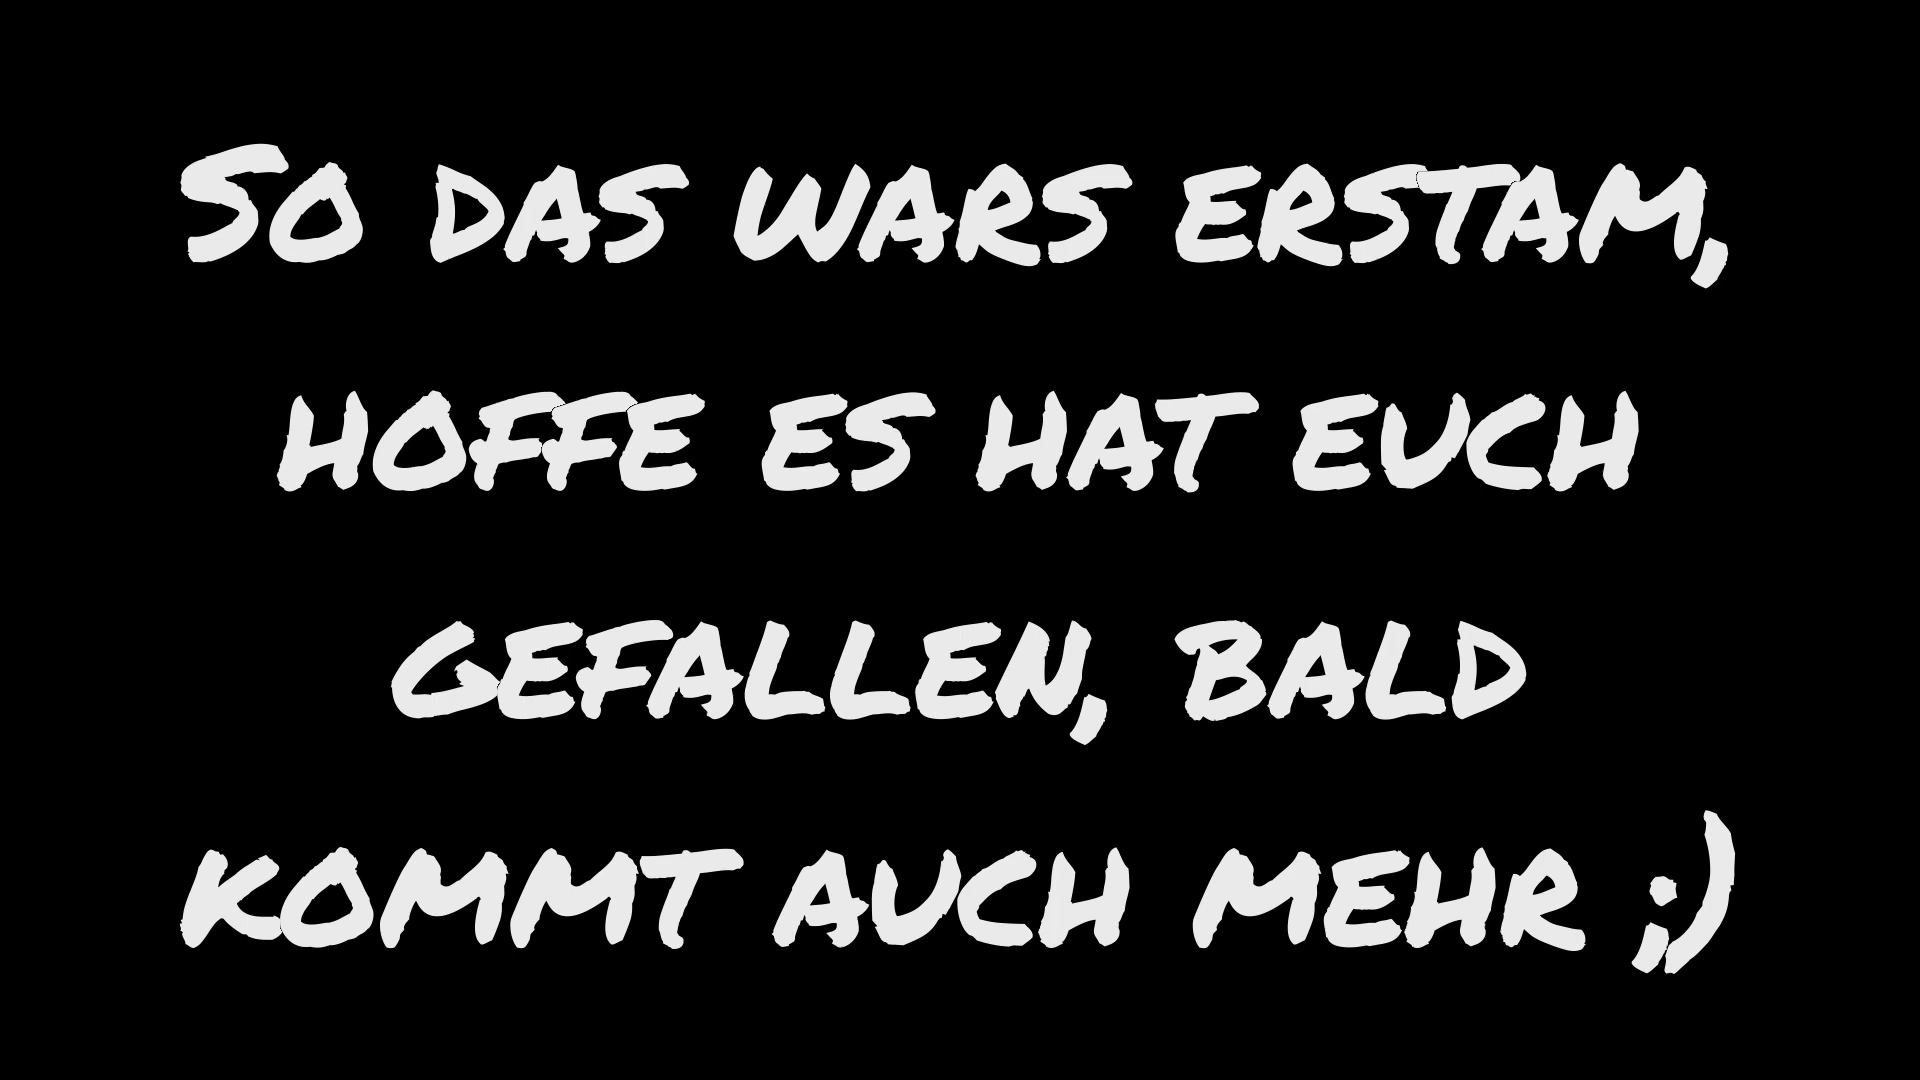 So das wars erstam,
hoffe es hat euch
gefallen, bald
kommt auch mehr ;)